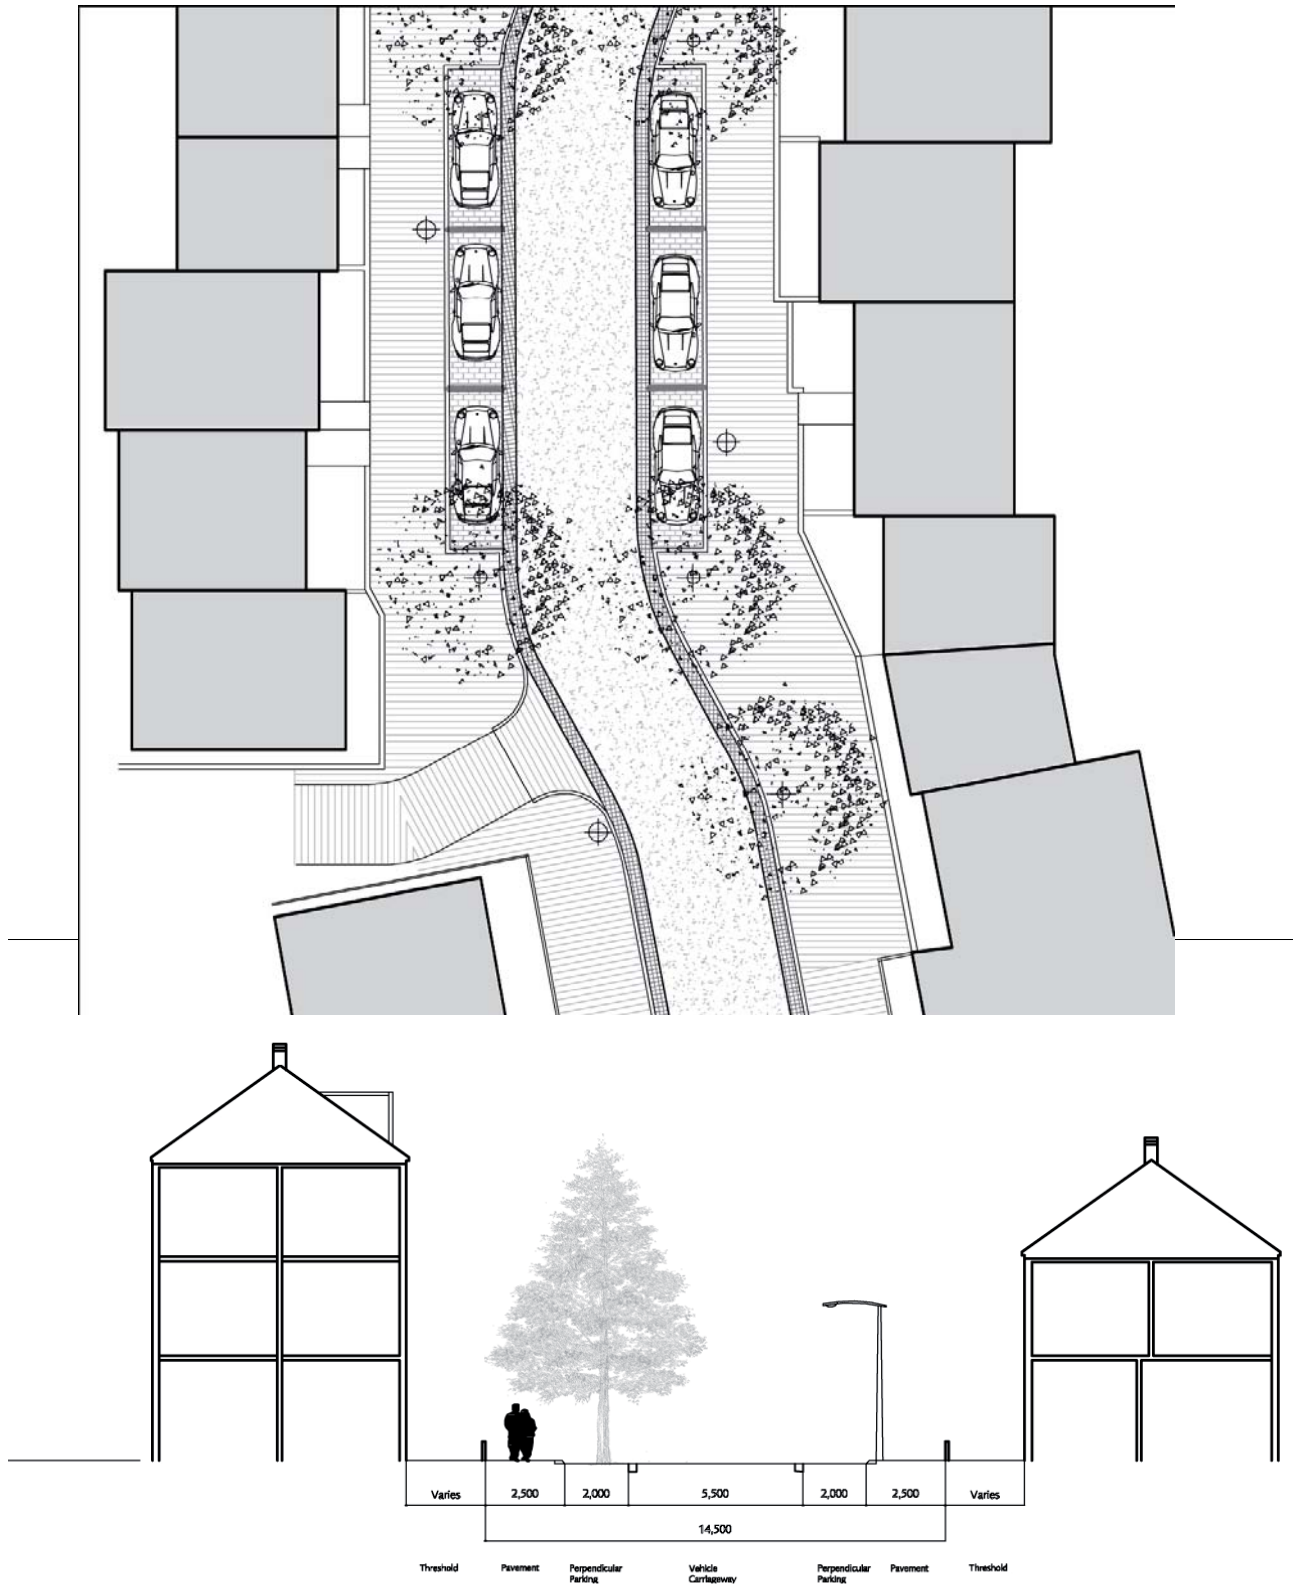 Varies 2,500 2,000 5,500 2,000 2,500 Varies
14,500
Threshold Pavement Perpendicular Parking Vehicle Carriageway Perpendicular Parking Pavement Threshold